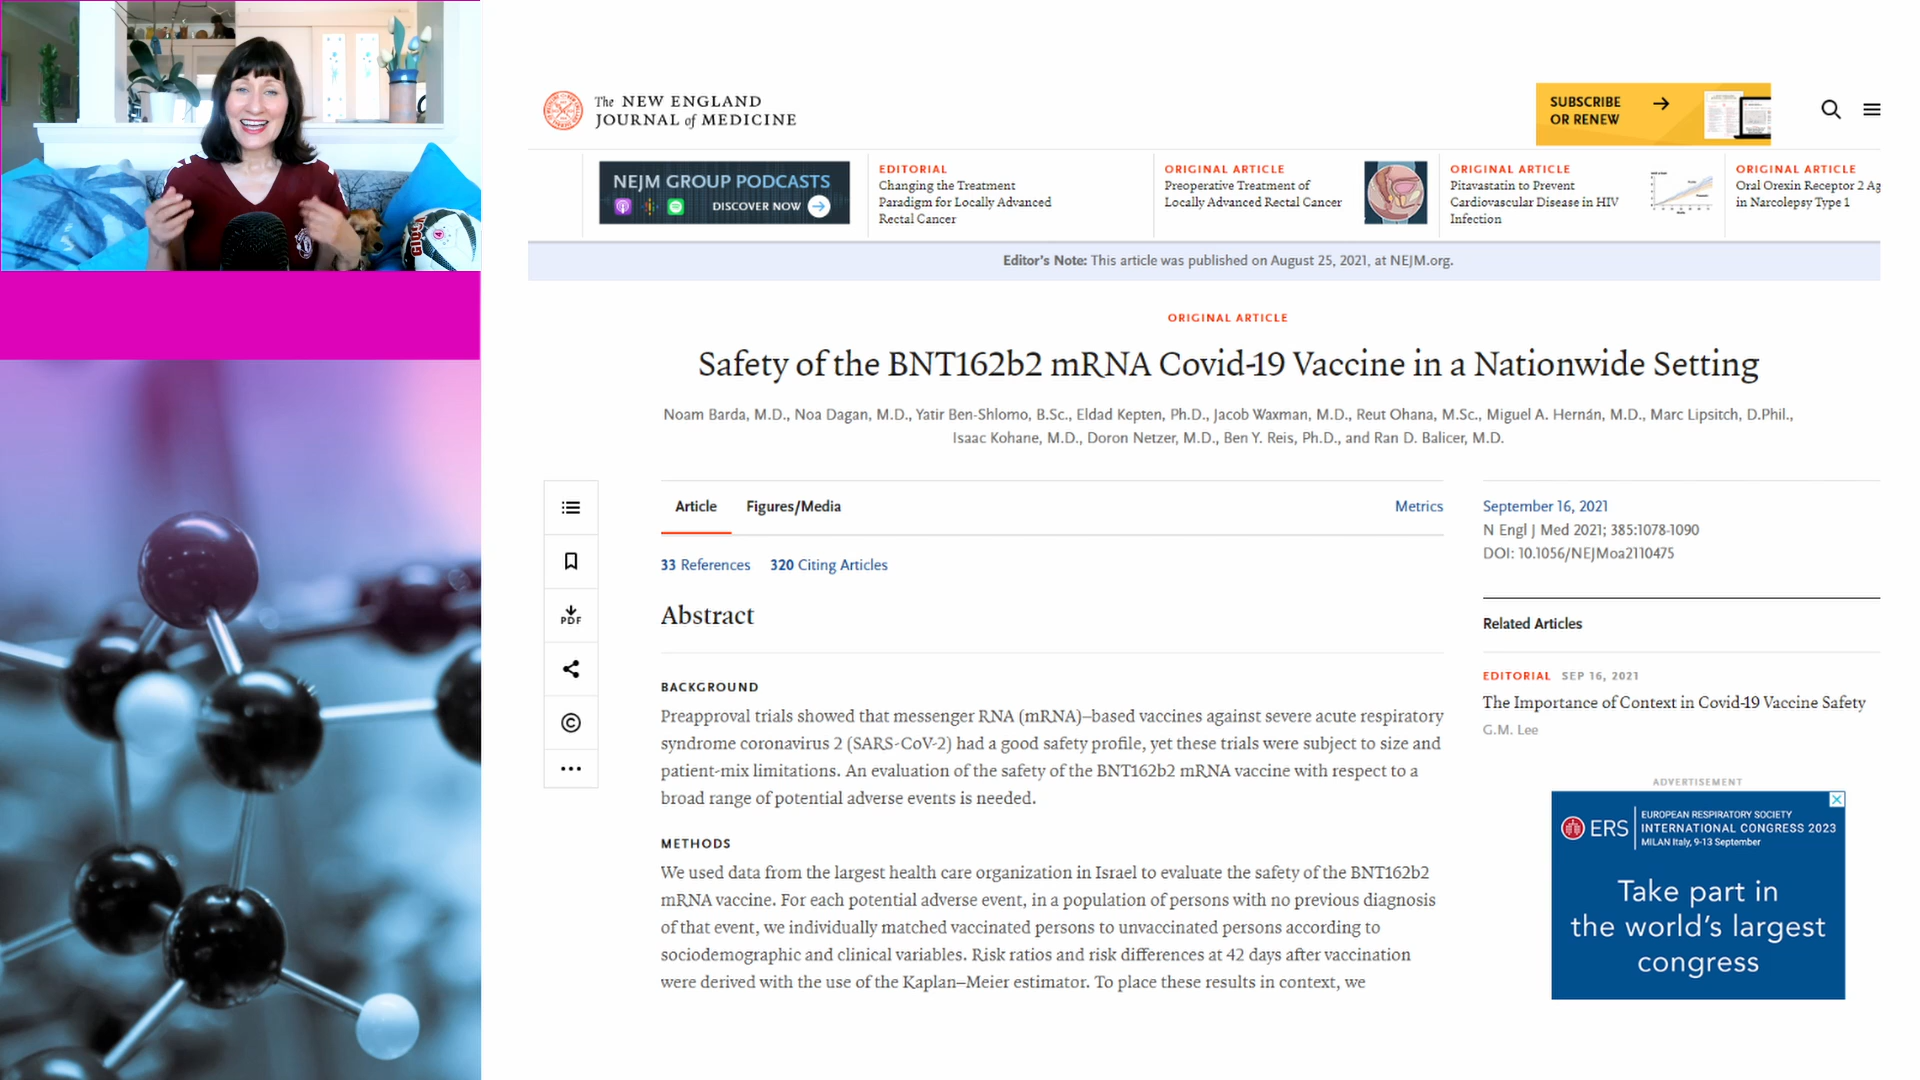 The NEW ENGLAND
JOURNAL of MEDICINE
SUBSCRIBE
OR RENEW
NEJM GROUP PODCASTS
DISCOVER NOW
EDITORIAL
Changing the Treatment
Paradigm for Locally Advanced
Rectal Cancer
ORIGINAL ARTICLE
Preoperative Treatment of
Locally Advanced Rectal Cancer
ORIGINAL ARTICLE
Pitavastatin to Prevent
Cardiovascular Disease in HIV
Infection
ORIGINAL ARTICLE
Oral Orexin Receptor 2 Ag
in Narcolepsy Type 1
Editor's Note: This article was published on August 25, 2021, at NEJM.org.
ORIGINAL ARTICLE
Safety of the BNT162b2 mRNA Covid-19 Vaccine in a Nationwide Setting
Noam Barda, M.D., Noa Dagan, M.D., Yatir Ben-Shlomo, B.Sc., Eldad Kepten, Ph.D., Jacob Waxman, M.D., Reut Ohana, M.Sc., Miguel A. Hernán, M.D., Marc Lipsitch, D.Phil.,
Isaac Kohane, M.D., Doron Netzer, M.D., Ben Y. Reis, Ph.D., and Ran D. Balicer, M.D.
Article Figures/Media Metrics
33 References 320 Citing Articles
Abstract
BACKGROUND
Preapproval trials showed that messenger RNA (mRNA)–based vaccines against severe acute respiratory
syndrome coronavirus 2 (SARS-CoV-2) had a good safety profile, yet these trials were subject to size and
patient-mix limitations. An evaluation of the safety of the BNT162b2 mRNA vaccine with respect to a
broad range of potential adverse events is needed.
METHODS
We used data from the largest health care organization in Israel to evaluate the safety of the BNT162b2
mRNA vaccine. For each potential adverse event, in a population of persons with no previous diagnosis
of that event, we individually matched vaccinated persons to unvaccinated persons according to
sociodemographic and clinical variables. Risk ratios and risk differences at 42 days after vaccination
were derived with the use of the Kaplan–Meier estimator. To place these results in context, we
PDF
September 16, 2021
N Engl J Med 2021; 385:1078-1090
DOI: 10.1056/NEJMoa2110475
Related Articles
EDITORIAL SEP 16, 2021
The Importance of Context in Covid-19 Vaccine Safety
G.M. Lee
ADVERTISEMENT
ERS
EUROPEAN RESPIRATORY SOCIETY
INTERNATIONAL CONGRESS 2023
MILAN Italy, 9-13 September
Take part in
the world's largest
congress